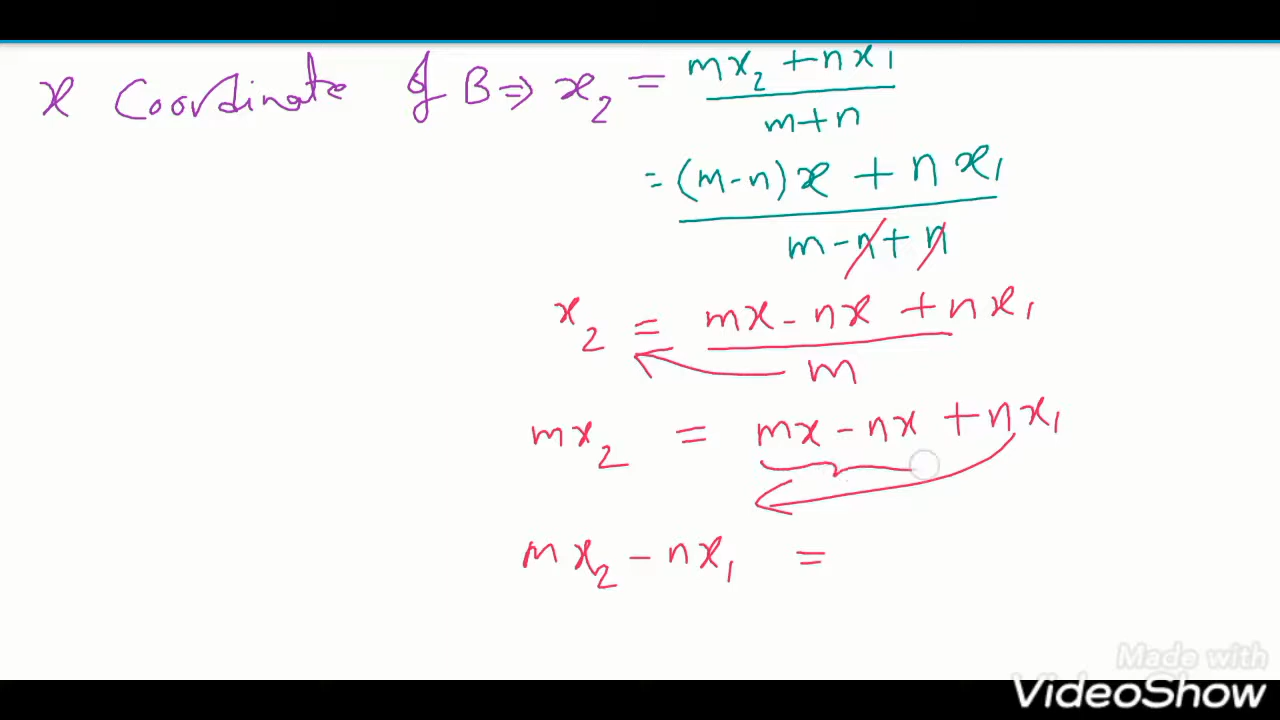 x Coordinate of B ⇒ x₂ = mx₂ + nx₁
m+n
= (m-n)x + nx₁
m - n + n
x₂ = mx - nx + nx₁
m
mx₂ = mx - nx + nx₁
mx₂ - nx₁ =
Made with
VideoShow